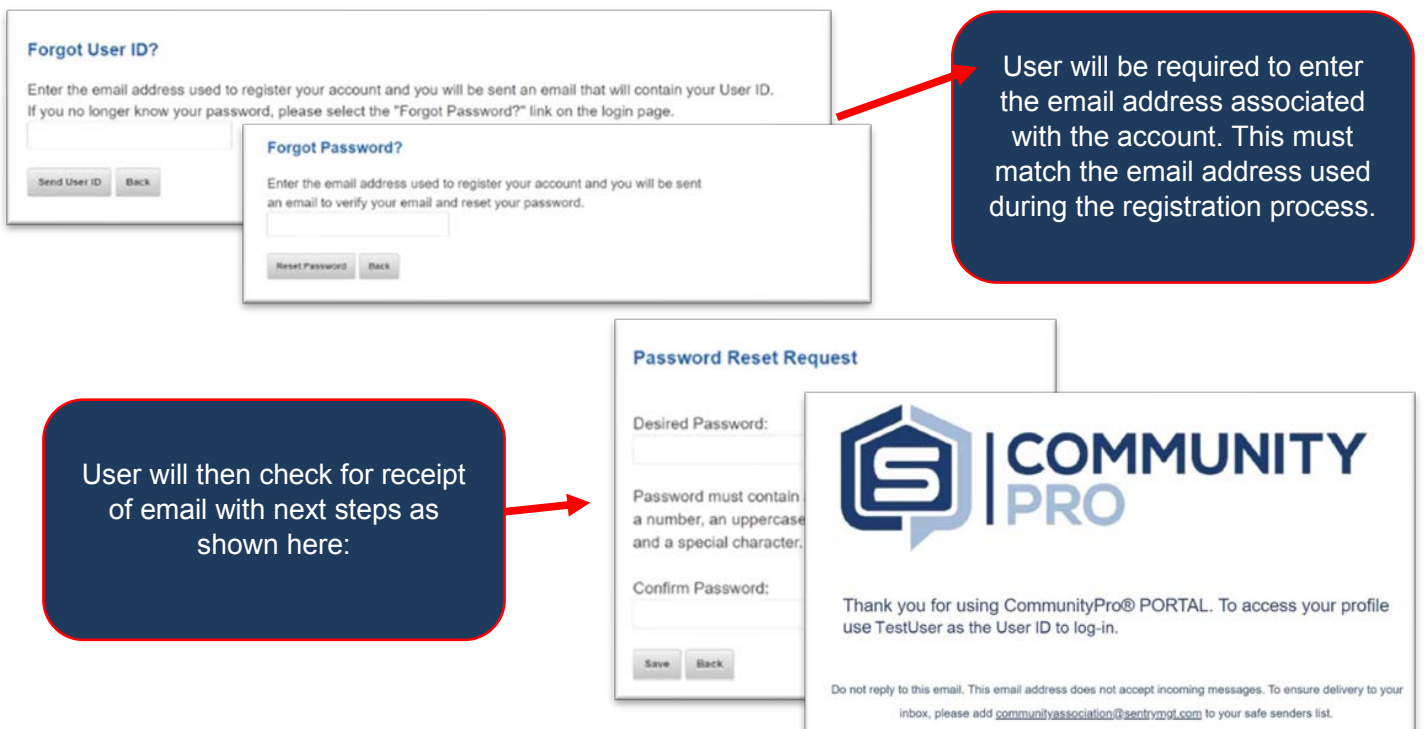 Forgot User ID?
Enter the email address used to register your account and you will be sent an email that will contain your User ID.
If you no longer know your password, please select the "Forgot Password?" link on the login page.
Send User ID Back
Forgot Password?
Enter the email address used to register your account and you will be sent
an email to verify your email and reset your password.
Reset Password Back
User will be required to enter
the email address associated
with the account. This must
match the email address used
during the registration process.
User will then check for receipt
of email with next steps as
shown here:
Password Reset Request
Desired Password:
Password must contain
a number, an uppercase
and a special character.
Confirm Password:
Save Back
S
COMMUNITY
PRO
Thank you for using CommunityPro® PORTAL. To access your profile
use TestUser as the User ID to log-in.
Do not reply to this email. This email address does not accept incoming messages. To ensure delivery to your
inbox, please add communityassociation@sentrymgt.com to your safe senders list.